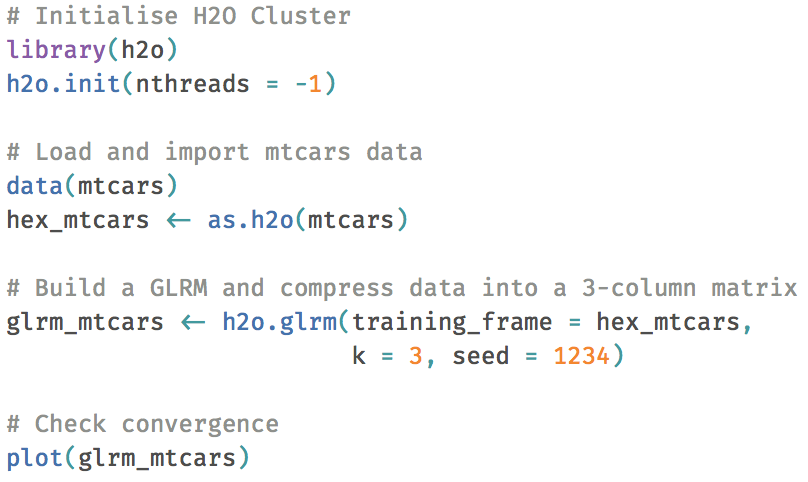 # Initialise H2O Cluster
library(h2o)
h2o.init(nthreads = -1)
# Load and import mtcars data
data(mtcars)
hex_mtcars <- as.h2o(mtcars)
# Build a GLRM and compress data into a 3-column matrix
glrm_mtcars <- h2o.glrm(training_frame = hex_mtcars,
k = 3, seed = 1234)
# Check convergence
plot(glrm_mtcars)